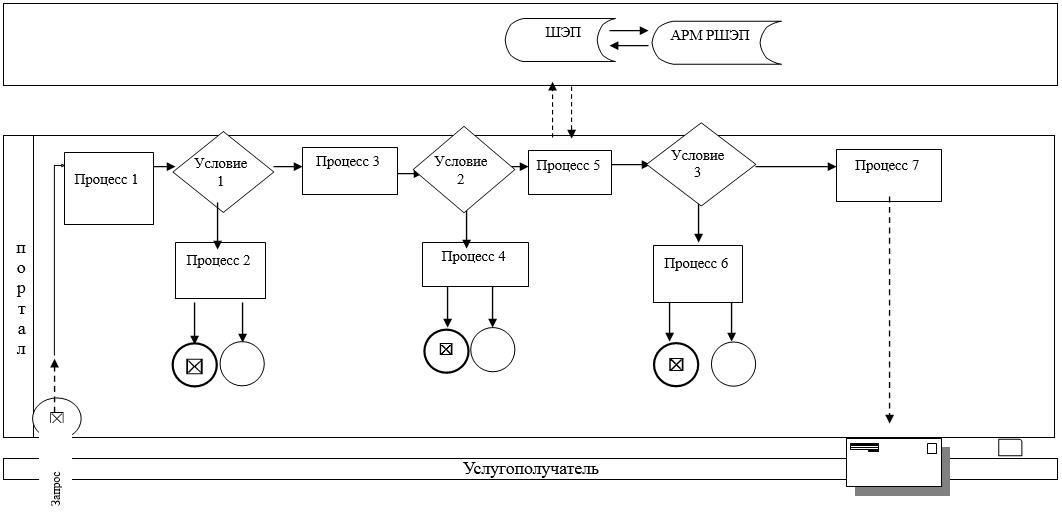 ШЭП
АРМ РШЭП
портал
Процесс 1
Условие
1
Процесс 3
Условие
2
Процесс 5
Условие
3
Процесс 7
Процесс 2
Процесс 4
Процесс 6
Запрос
Услугополучатель